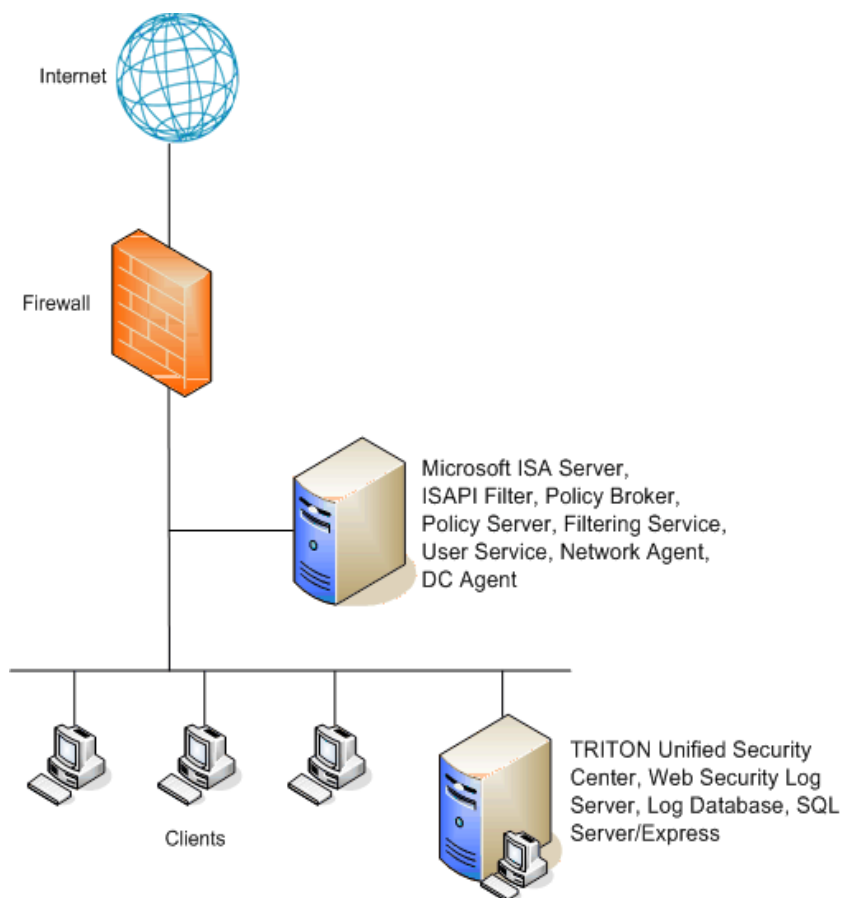 Internet
Firewall
Microsoft ISA Server,
ISAPI Filter, Policy Broker,
Policy Server, Filtering Service,
User Service, Network Agent,
DC Agent
Clients
TRITON Unified Security
Center, Web Security Log
Server, Log Database, SQL
Server/Express